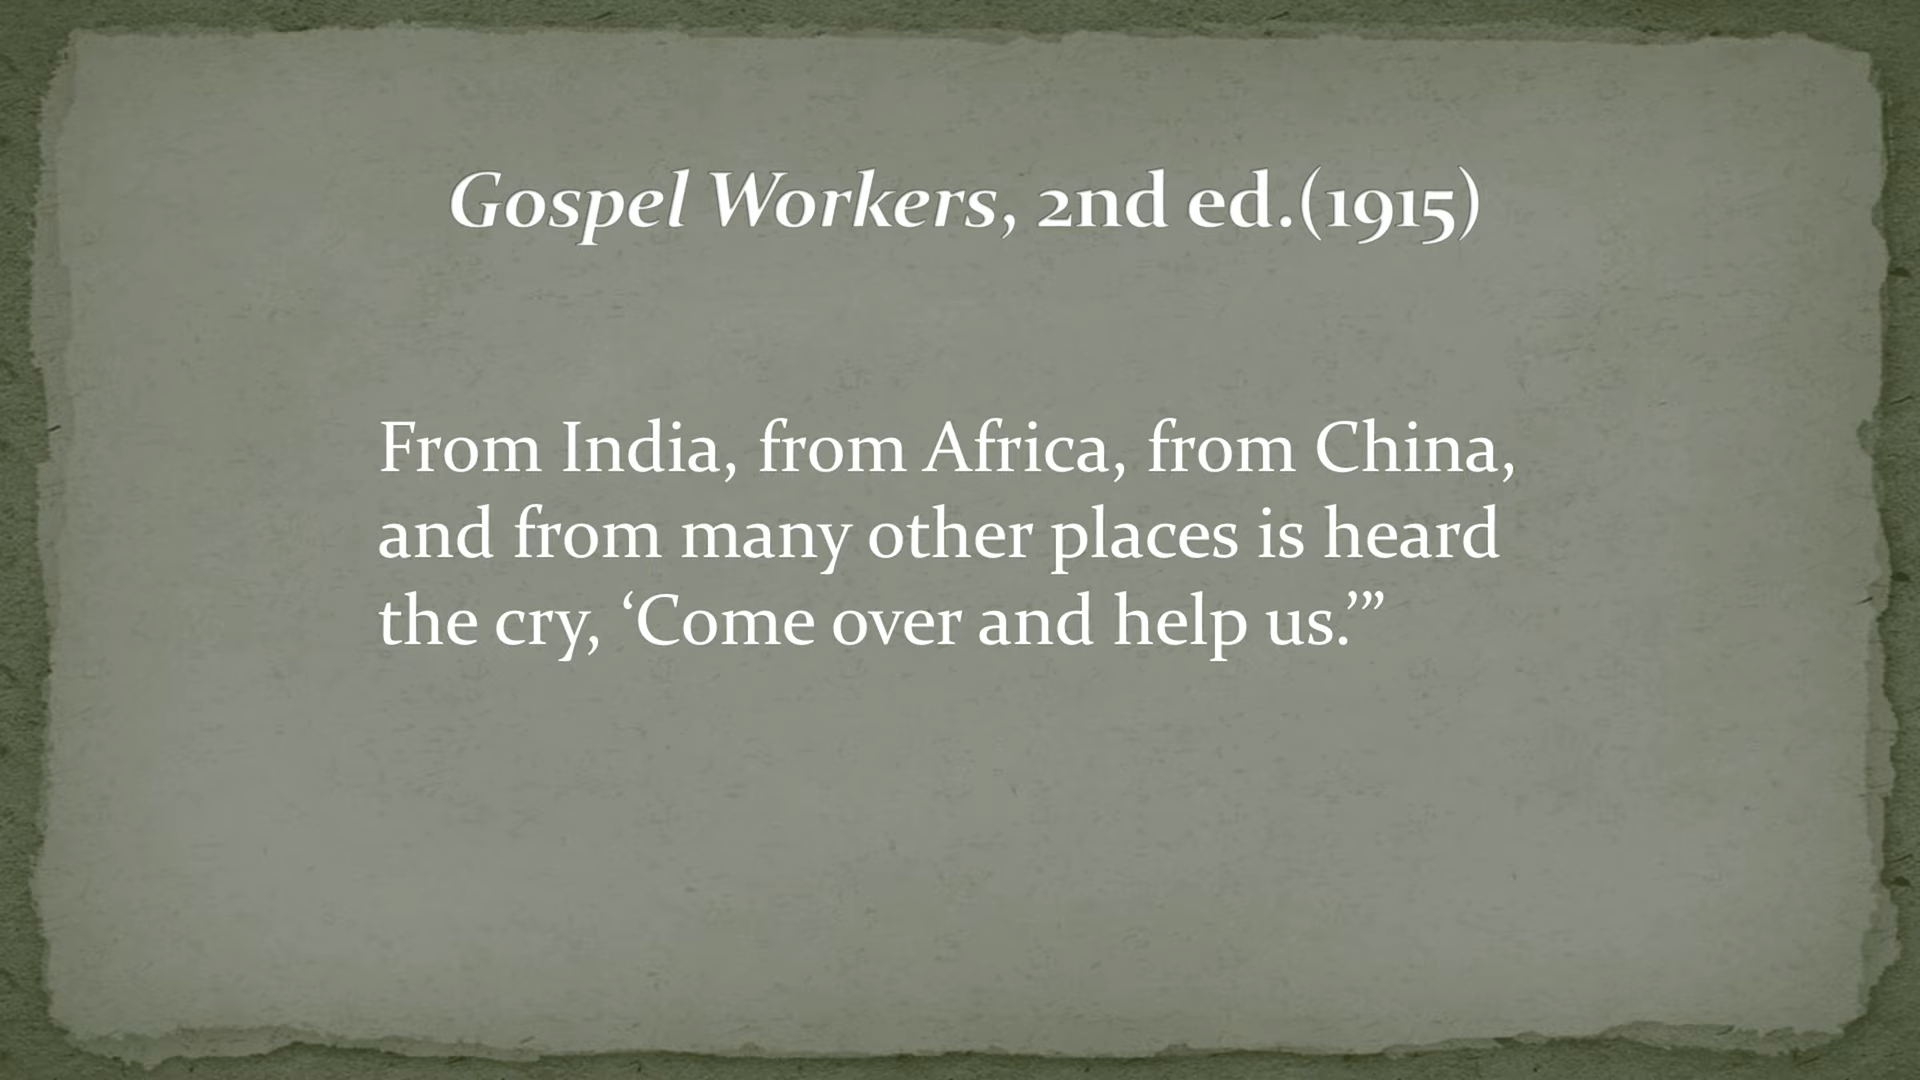 Gospel Workers, 2nd ed.(1915)
From India, from Africa, from China,
and from many other places is heard
the cry, ‘Come over and help us.’”